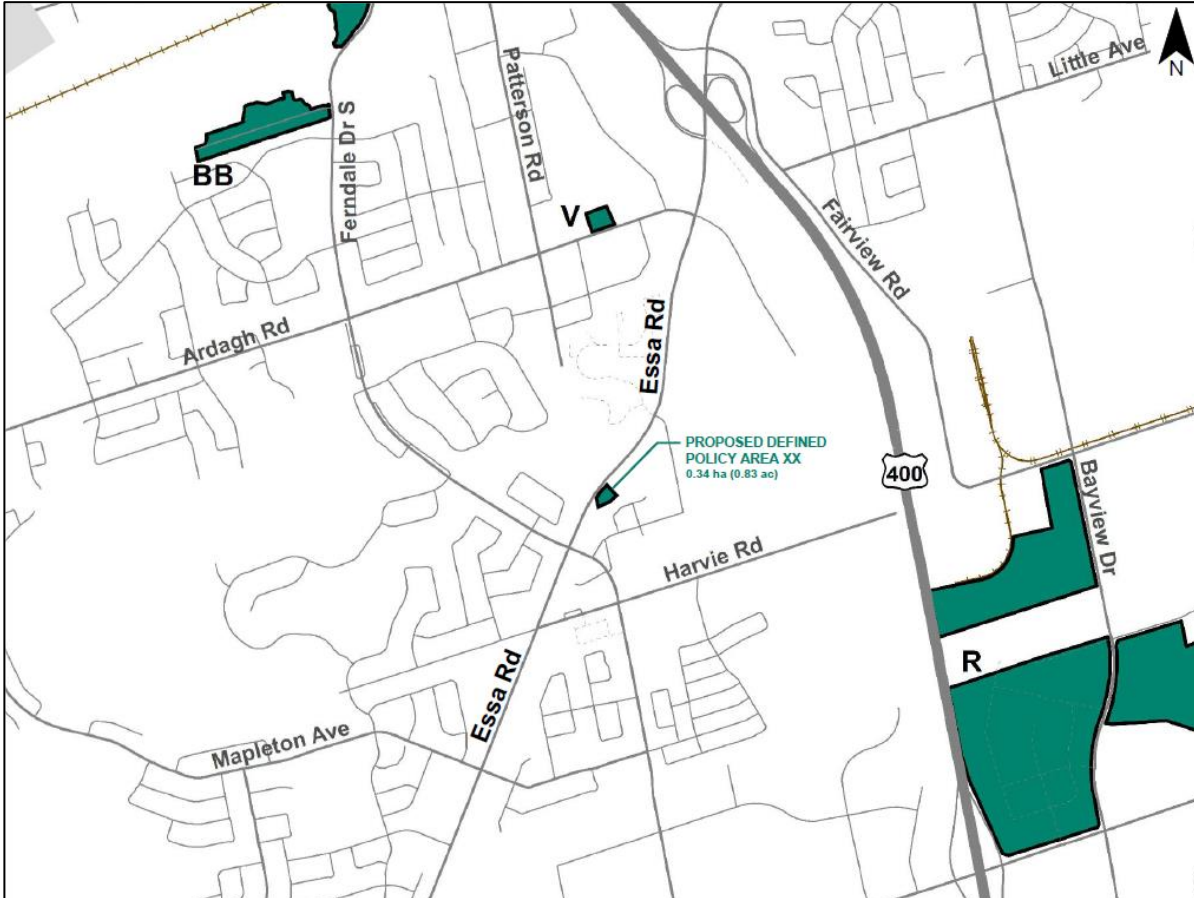 Little Ave
N
Patterson Rd
Ferndale Dr S
BB
V
Fairview Rd
Ardagh Rd
Essa Rd
PROPOSED DEFINED
POLICY AREA XX
0.34 ha (0.83 ac)
400
Bayview Dr
Harvie Rd
R
Essa Rd
Mapleton Ave